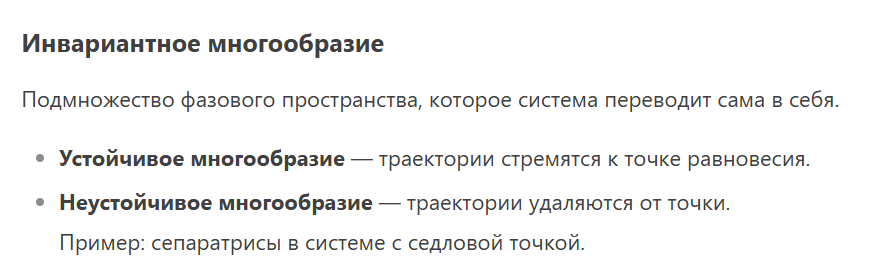 Инвариантное многообразие
Подмножество фазового пространства, которое система переводит сама в себя.
• Устойчивое многообразие — траектории стремятся к точке равновесия.
• Неустойчивое многообразие — траектории удаляются от точки.
Пример: сепаратрисы в системе с седловой точкой.